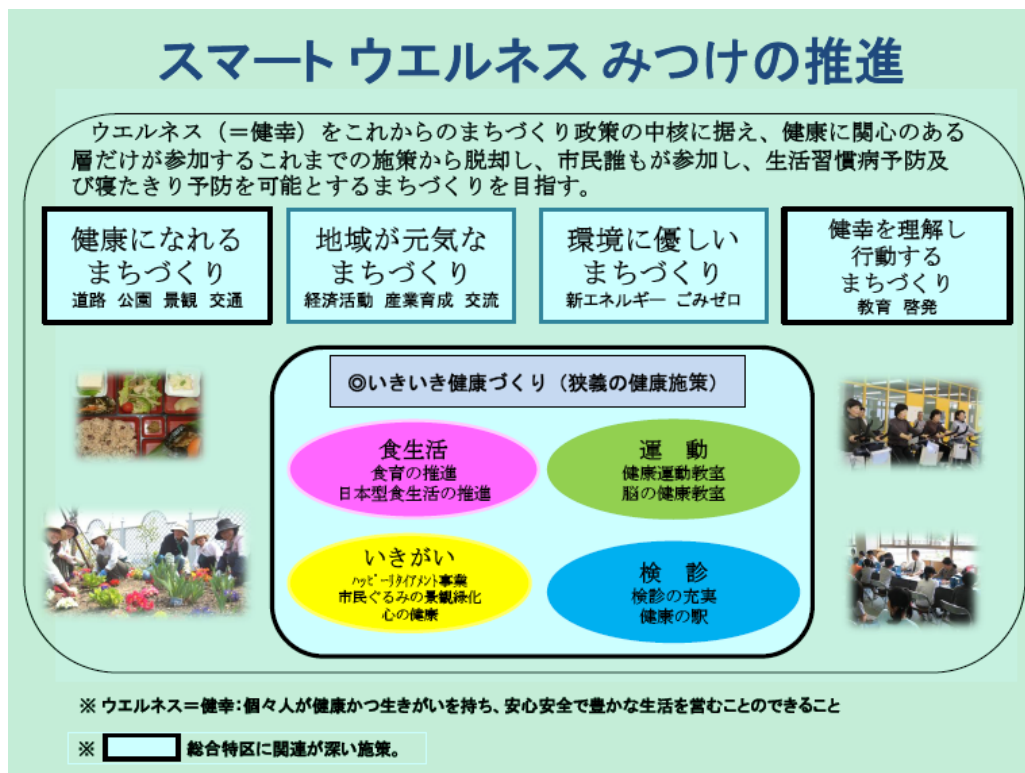 スマート ウエルネス みつけの推進
ウエルネス（＝健幸）をこれからのまちづくり政策の中核に据え、健康に関心のある
層だけが参加するこれまでの施策から脱却し、市民誰もが参加し、生活習慣病予防及
び寝たきり予防を可能とするまちづくりを目指す。
健康になれる
まちづくり
道路 公園 景観 交通
地域が元気な
まちづくり
経済活動 産業育成 交流
環境に優しい
まちづくり
新エネルギー ごみゼロ
健幸を理解し
行動する
まちづくり
教育 啓発
◎いきいき健康づくり（狭義の健康施策）
食生活
食育の推進
日本型食生活の推進
運　動
健康運動教室
脳の健康教室
いきがい
ﾊｯﾋﾟｰﾘﾀｲｱﾒﾝﾄ事業
市民ぐるみの景観緑化
心の健康
検　診
検診の充実
健康の駅
※ ウエルネス＝健幸：個々人が健康かつ生きがいを持ち、安心安全で豊かな生活を営むことのできること
※ 総合特区に関連が深い施策。